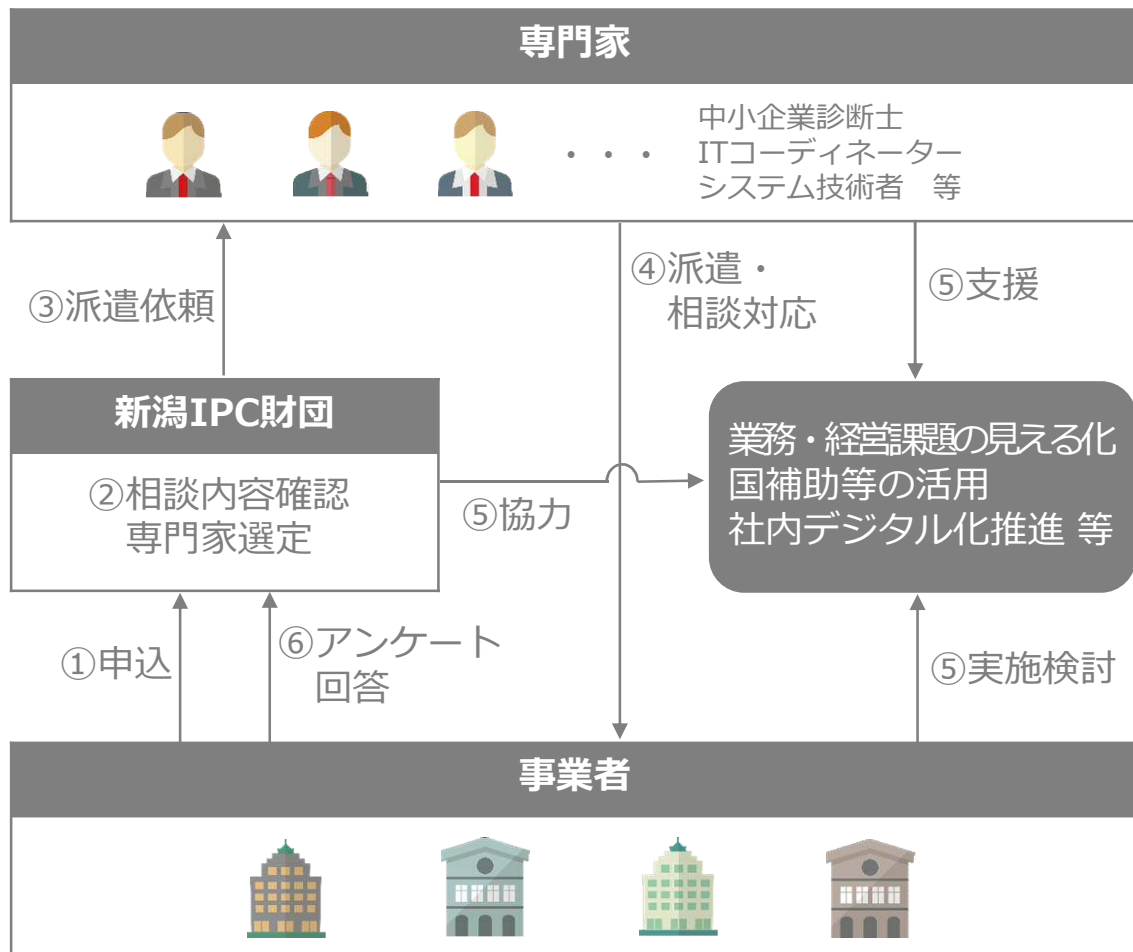 専門家
・・・
中小企業診断士
ITコーディネーター
システム技術者　等
③派遣依頼
④派遣・
相談対応
⑤支援
新潟IPC財団
②相談内容確認
専門家選定
⑤協力
業務・経営課題の見える化
国補助等の活用
社内デジタル化推進 等
①申込
⑥アンケート
回答
⑤実施検討
事業者